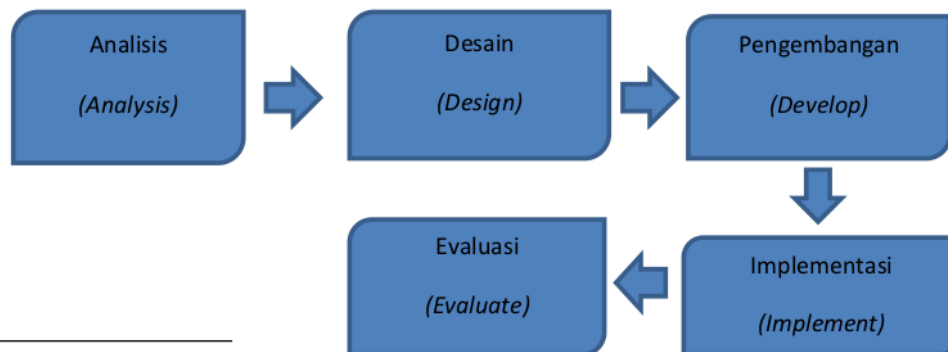 Analisis
(Analysis)
Desain
(Design)
Pengembangan
(Develop)
Implementasi
(Implement)
Evaluasi
(Evaluate)